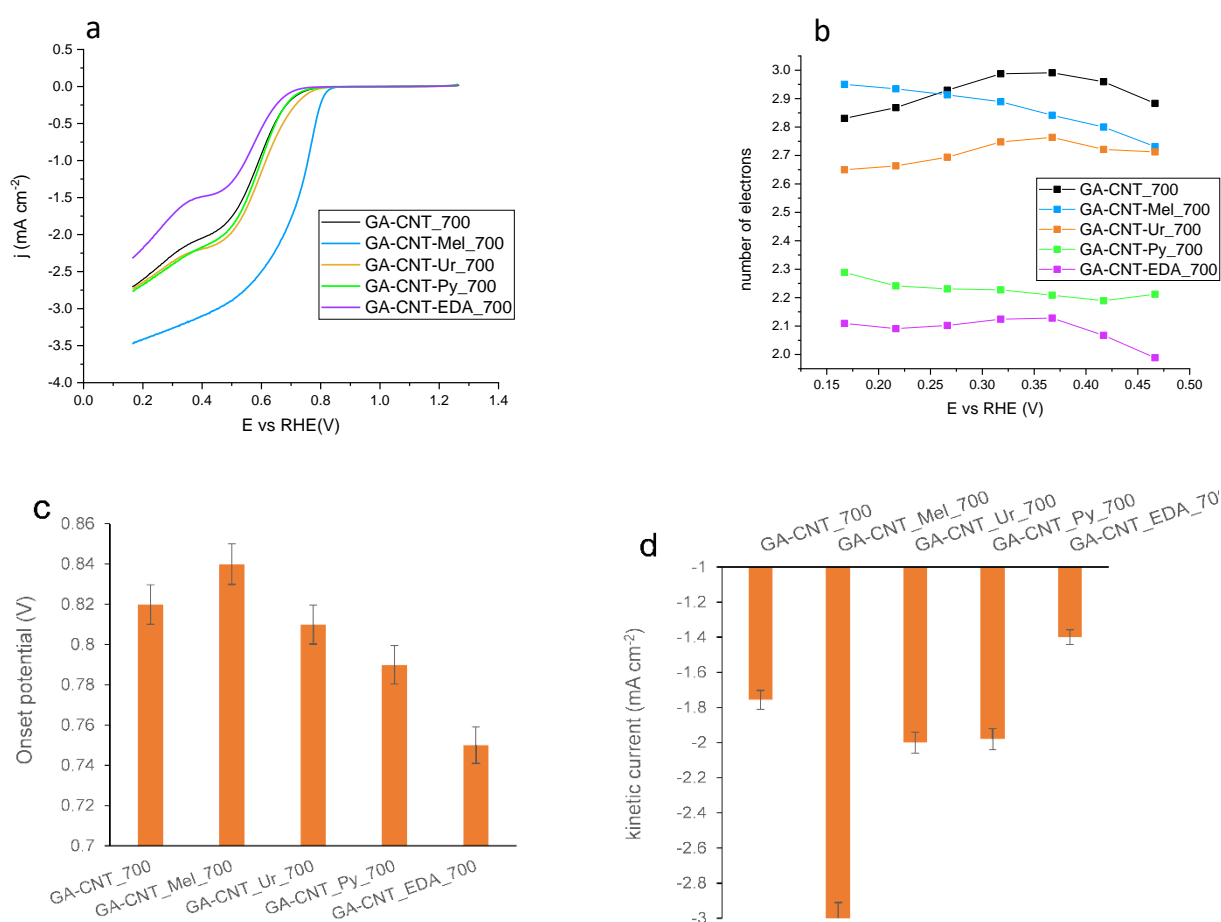 a
0.5
0.0
-0.5
-1.0
-1.5
-2.0
-2.5
-3.0
-3.5
-4.0
j (mA cm-2)
0.0 0.2 0.4 0.6 0.8 1.0 1.2 1.4
E vs RHE(V)
GA-CNT_700
GA-CNT-Mel_700
GA-CNT-Ur_700
GA-CNT-Py_700
GA-CNT-EDA_700
b
3.0
2.9
2.8
2.7
2.6
2.5
2.4
2.3
2.2
2.1
2.0
number of electrons
0.15 0.20 0.25 0.30 0.35 0.40 0.45 0.50
E vs RHE (V)
GA-CNT_700
GA-CNT-Mel_700
GA-CNT-Ur_700
GA-CNT-Py_700
GA-CNT-EDA_700
c
0.86
0.84
0.82
0.8
0.78
0.76
0.74
0.72
0.7
Onset potential (V)
GA-CNT_700
GA-CNT_Mel_700
GA-CNT_Ur_700
GA-CNT_Py_700
GA-CNT_EDA_700
d
GA-CNT_700
GA-CNT_Mel_700
GA-CNT_Ur_700
GA-CNT_Py_700
GA-CNT_EDA_700
-1
-1.2
-1.4
-1.6
-1.8
-2
-2.2
-2.4
-2.6
-2.8
-3
kinetic current (mA cm-2)